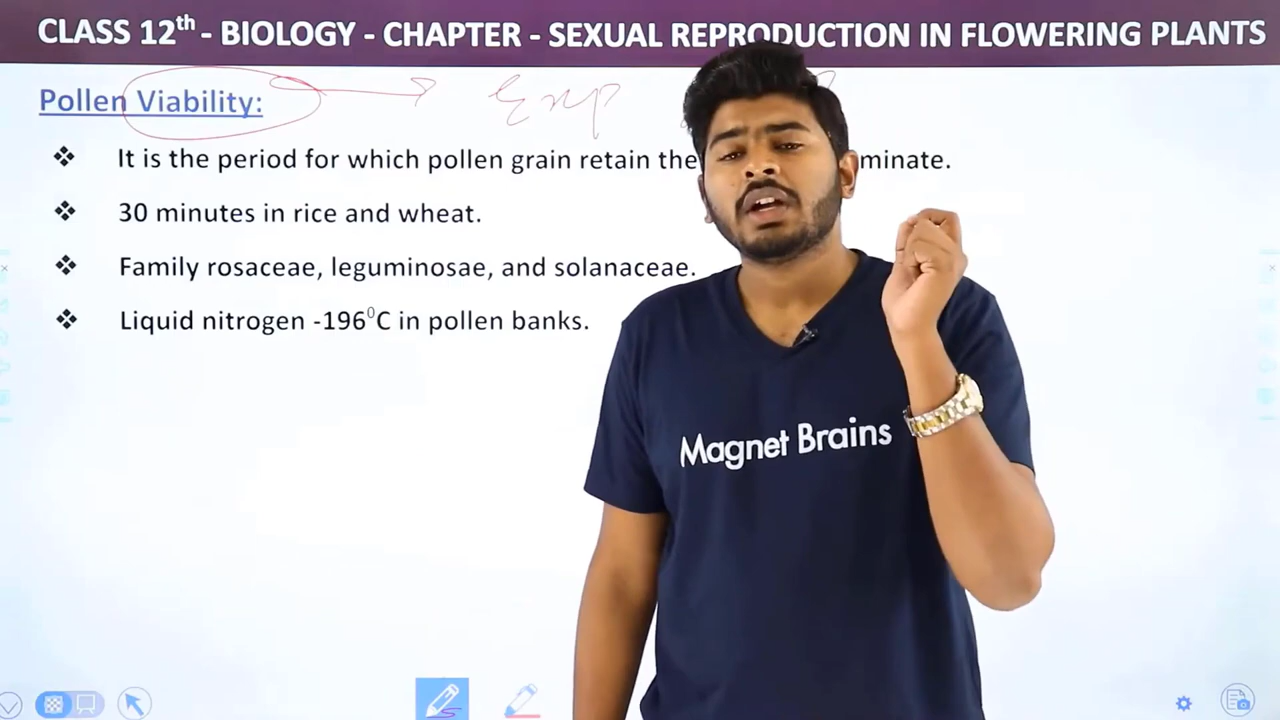 CLASS 12th - BIOLOGY - CHAPTER - SEXUAL REPRODUCTION IN FLOWERING PLANTS
Pollen Viability:
Exp
❖ It is the period for which pollen grain retain the minate.
❖ 30 minutes in rice and wheat.
❖ Family rosaceae, leguminosae, and solanaceae.
❖ Liquid nitrogen -196⁰C in pollen banks.
Magnet Brains